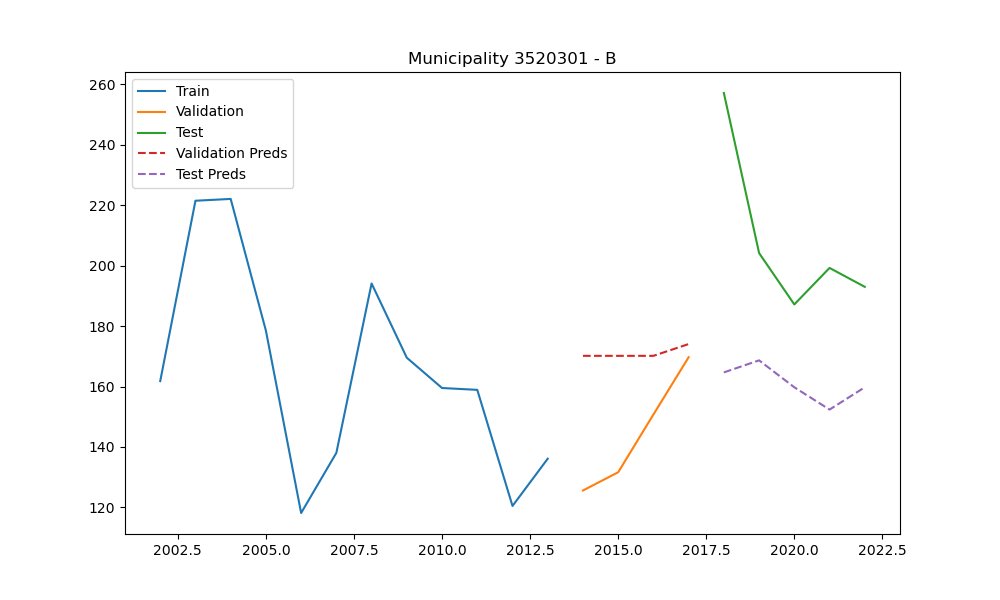 Municipality 3520301 - B
Train
Validation
Test
Validation Preds
Test Preds
260
240
220
200
180
160
140
120
2002.5 2005.0 2007.5 2010.0 2012.5 2015.0 2017.5 2020.0 2022.5